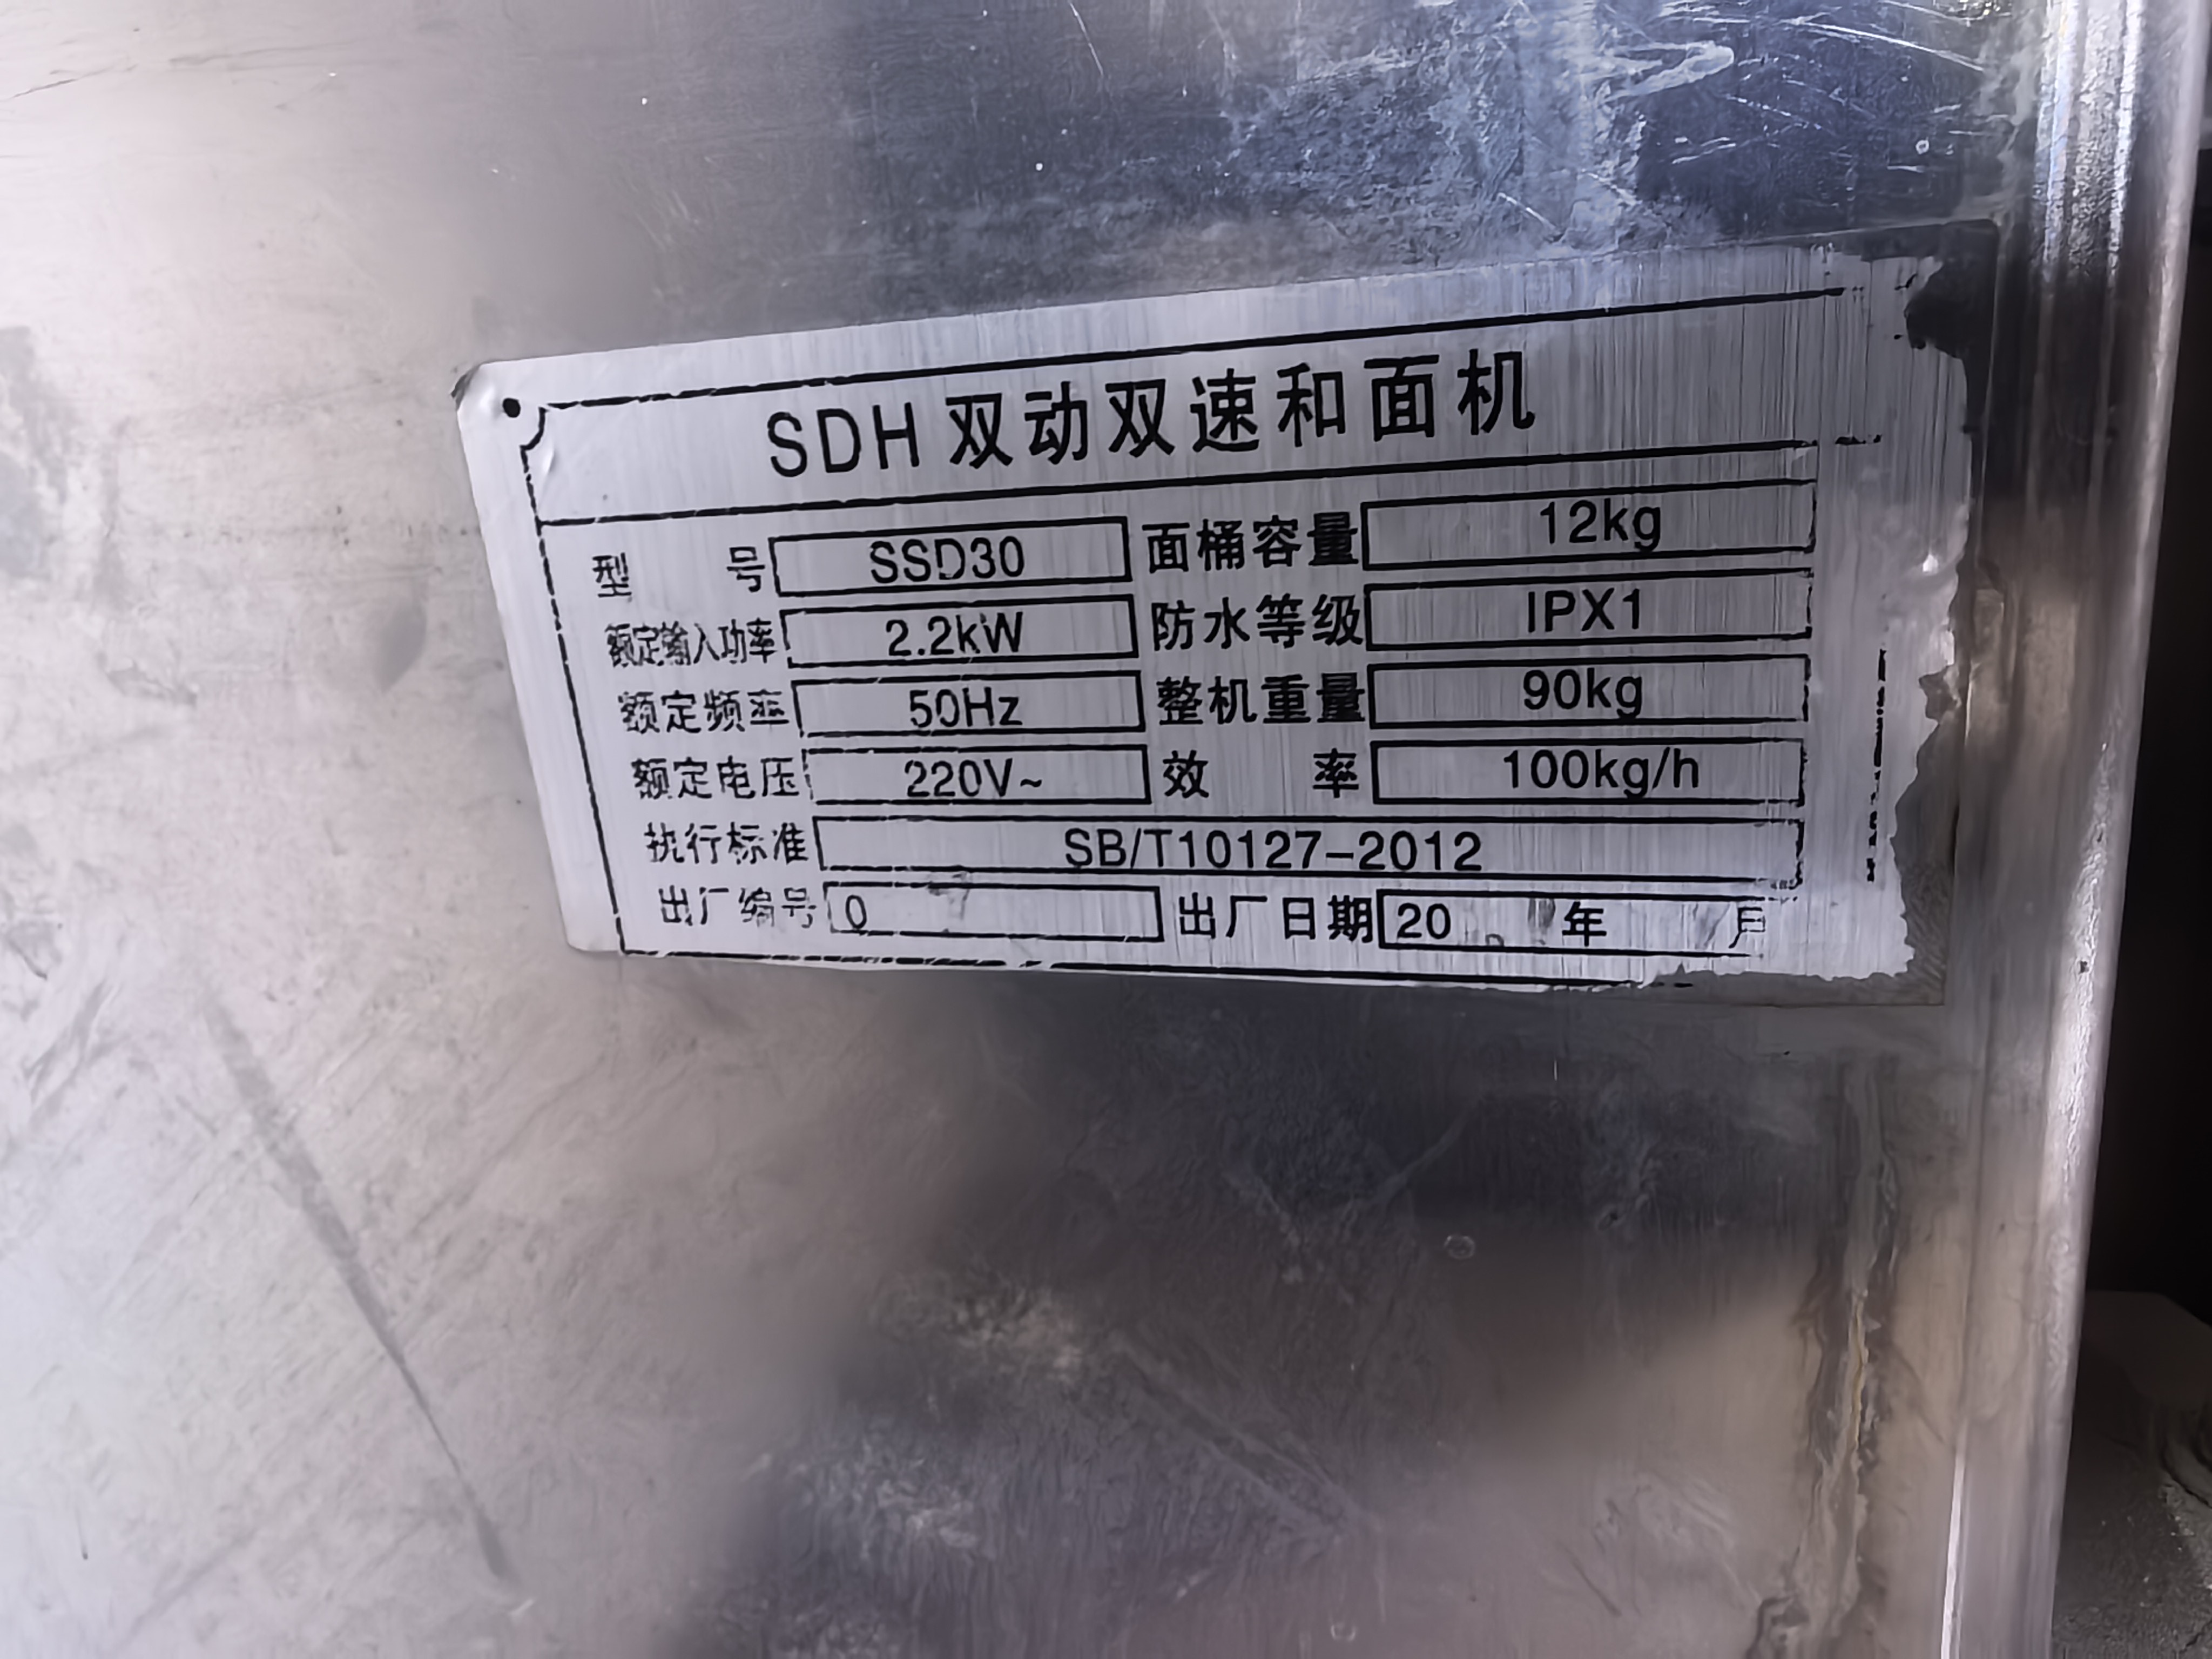 SDH 双动双速和面机
型 号 SSD30 面桶容量 12kg
额定输入功率 2.2kW 防水等级 IPX1
额定频率 50Hz 整机重量 90kg
额定电压 220V~ 效 率 100kg/h
执行标准 SB/T10127-2012
出厂编号 0 出厂日期 20 年 月